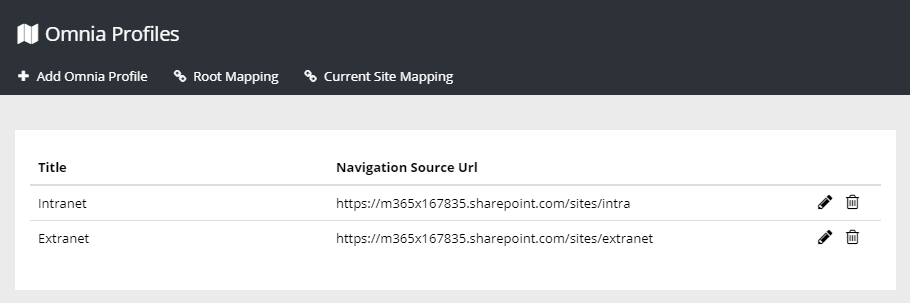 Omnia Profiles
Add Omnia Profile Root Mapping Current Site Mapping
Title Navigation Source Url
Intranet https://m365x167835.sharepoint.com/sites/intra
Extranet https://m365x167835.sharepoint.com/sites/extranet